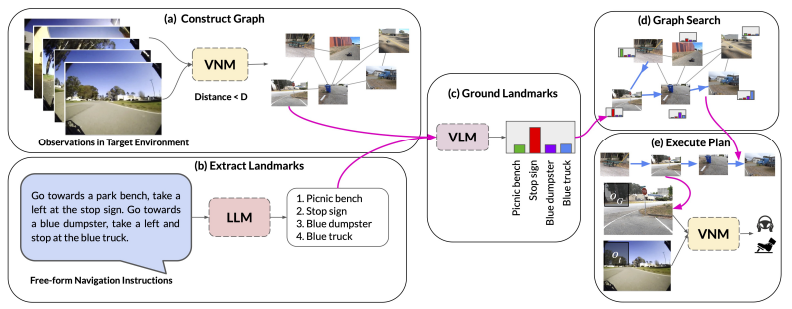 (a) Construct Graph
VNM
Distance < D
Observations in Target Environment
(b) Extract Landmarks
Go towards a park bench, take a
left at the stop sign. Go towards
a blue dumpster, take a left and
stop at the blue truck.
LLM
1. Picnic bench
2. Stop sign
3. Blue dumpster
4. Blue truck
Free-form Navigation Instructions
(c) Ground Landmarks
VLM
Picnic bench
Stop sign
Blue dumpster
Blue truck
(d) Graph Search
(e) Execute Plan
OG
VNM